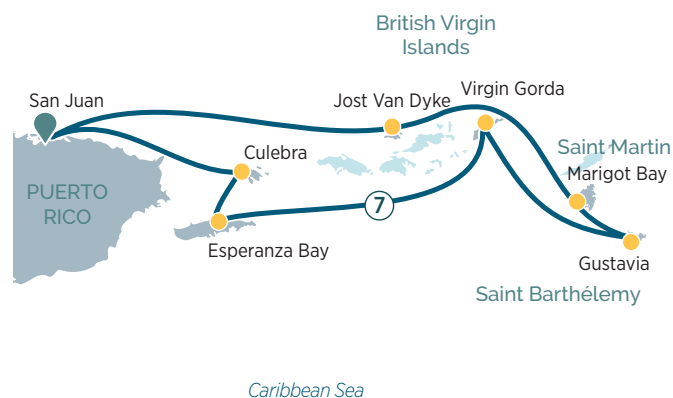 British Virgin
Islands
San Juan
Jost Van Dyke
Virgin Gorda
Culebra
Saint Martin
Marigot Bay
PUERTO
RICO
7
Esperanza Bay
Gustavia
Saint Barthélemy
Caribbean Sea